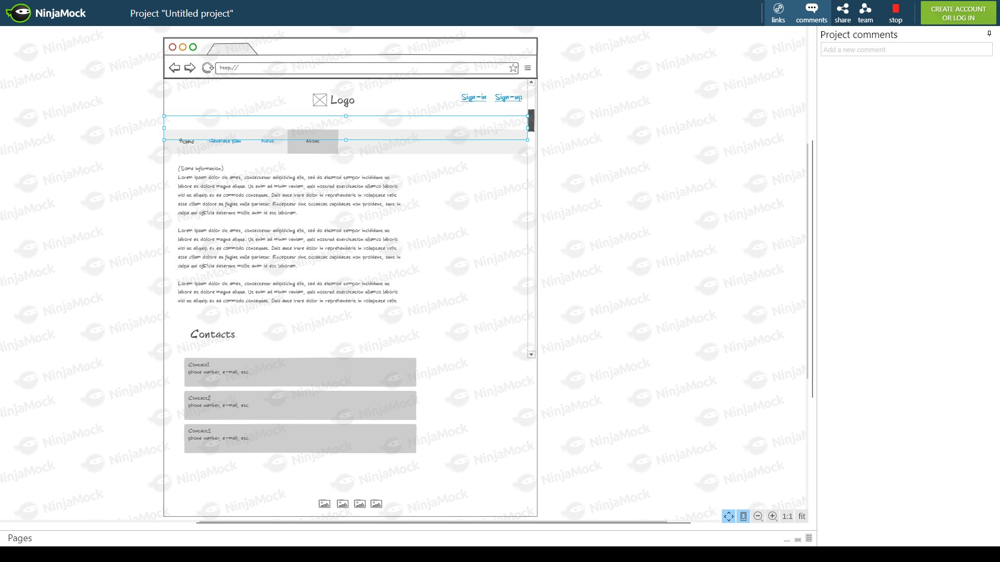 NinjaMock
Project "Untitled project"
links
comments
share
team
stop
CREATE ACCOUNT
OR LOG IN
Project comments
Add a new comment
http://
Logo
Sign-in
Sign-up
Home
Generate plan
News
About
(Some information)
Lorem ipsum dolor sit amet, consectetur adipisicing elit, sed do eiusmod tempor incididunt ut
labore et dolore magna aliqua. Ut enim ad minim veniam, quis nostrud exercitation ullamco laboris
nisi ut aliquip ex ea commodo consequat. Duis aute irure dolor in reprehenderit in voluptate velit
esse cillum dolore eu fugiat nulla pariatur. Excepteur sint occaecat cupidatat non proident, sunt in
culpa qui officia deserunt mollit anim id est laborum.
Lorem ipsum dolor sit amet, consectetur adipisicing elit, sed do eiusmod tempor incididunt ut
labore et dolore magna aliqua. Ut enim ad minim veniam, quis nostrud exercitation ullamco laboris
nisi ut aliquip ex ea commodo consequat. Duis aute irure dolor in reprehenderit in voluptate velit
esse cillum dolore eu fugiat nulla pariatur. Excepteur sint occaecat cupidatat non proident, sunt in
culpa qui officia deserunt mollit anim id est laborum.
Lorem ipsum dolor sit amet, consectetur adipisicing elit, sed do eiusmod tempor incididunt ut
labore et dolore magna aliqua. Ut enim ad minim veniam, quis nostrud exercitation ullamco laboris
nisi ut aliquip ex ea commodo consequat. Duis aute irure dolor in reprehenderit in voluptate velit
Contacts
Contact1
phone number, e-mail, etc.
Contact2
phone number, e-mail, etc.
Contact3
phone number, e-mail, etc.
1:1
fit
Pages